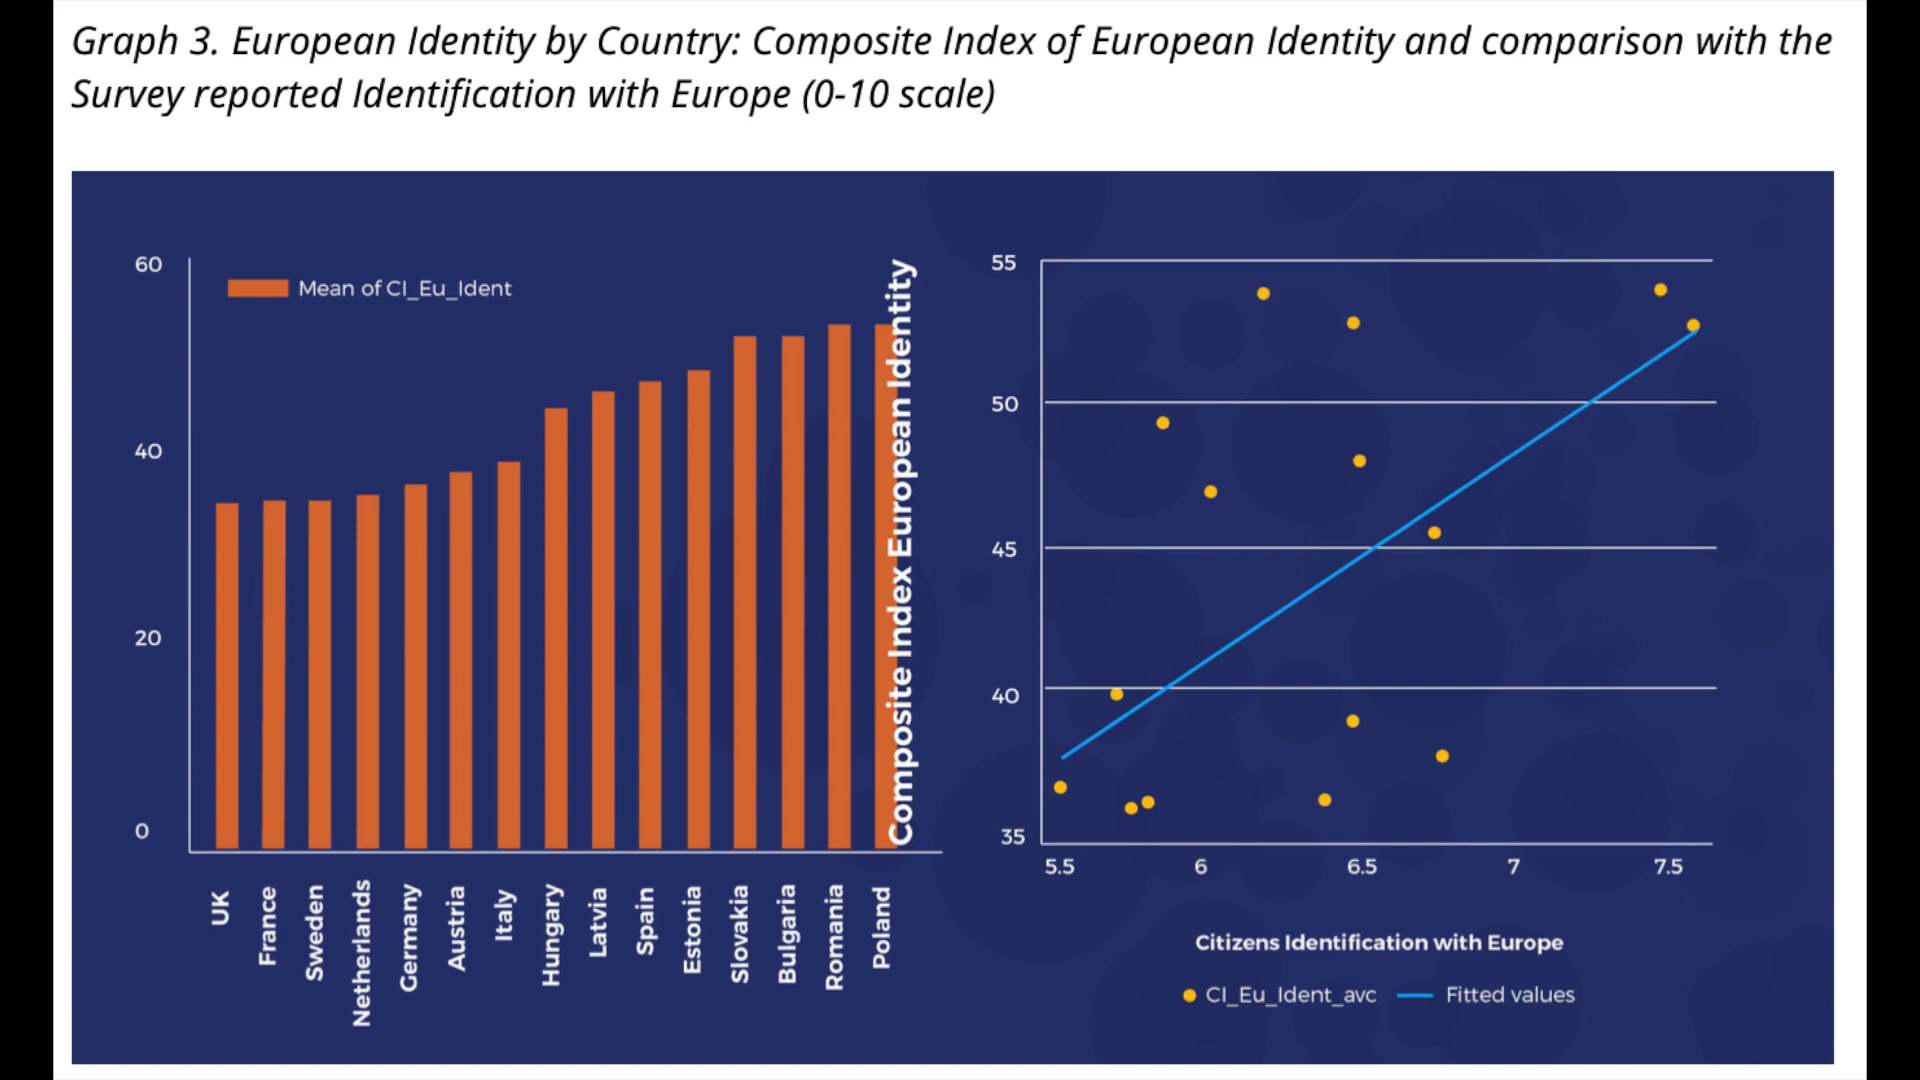 Graph 3. European Identity by Country: Composite Index of European Identity and comparison with the
Survey reported Identification with Europe (0-10 scale)
60
40
20
0
Mean of CI_Eu_Ident
UK
France
Sweden
Netherlands
Germany
Austria
Italy
Hungary
Latvia
Spain
Estonia
Slovakia
Bulgaria
Romania
Poland
Composite Index European Identity
55
50
45
40
35
5.5 6 6.5 7 7.5
Citizens Identification with Europe
CI_Eu_Ident_avc Fitted values